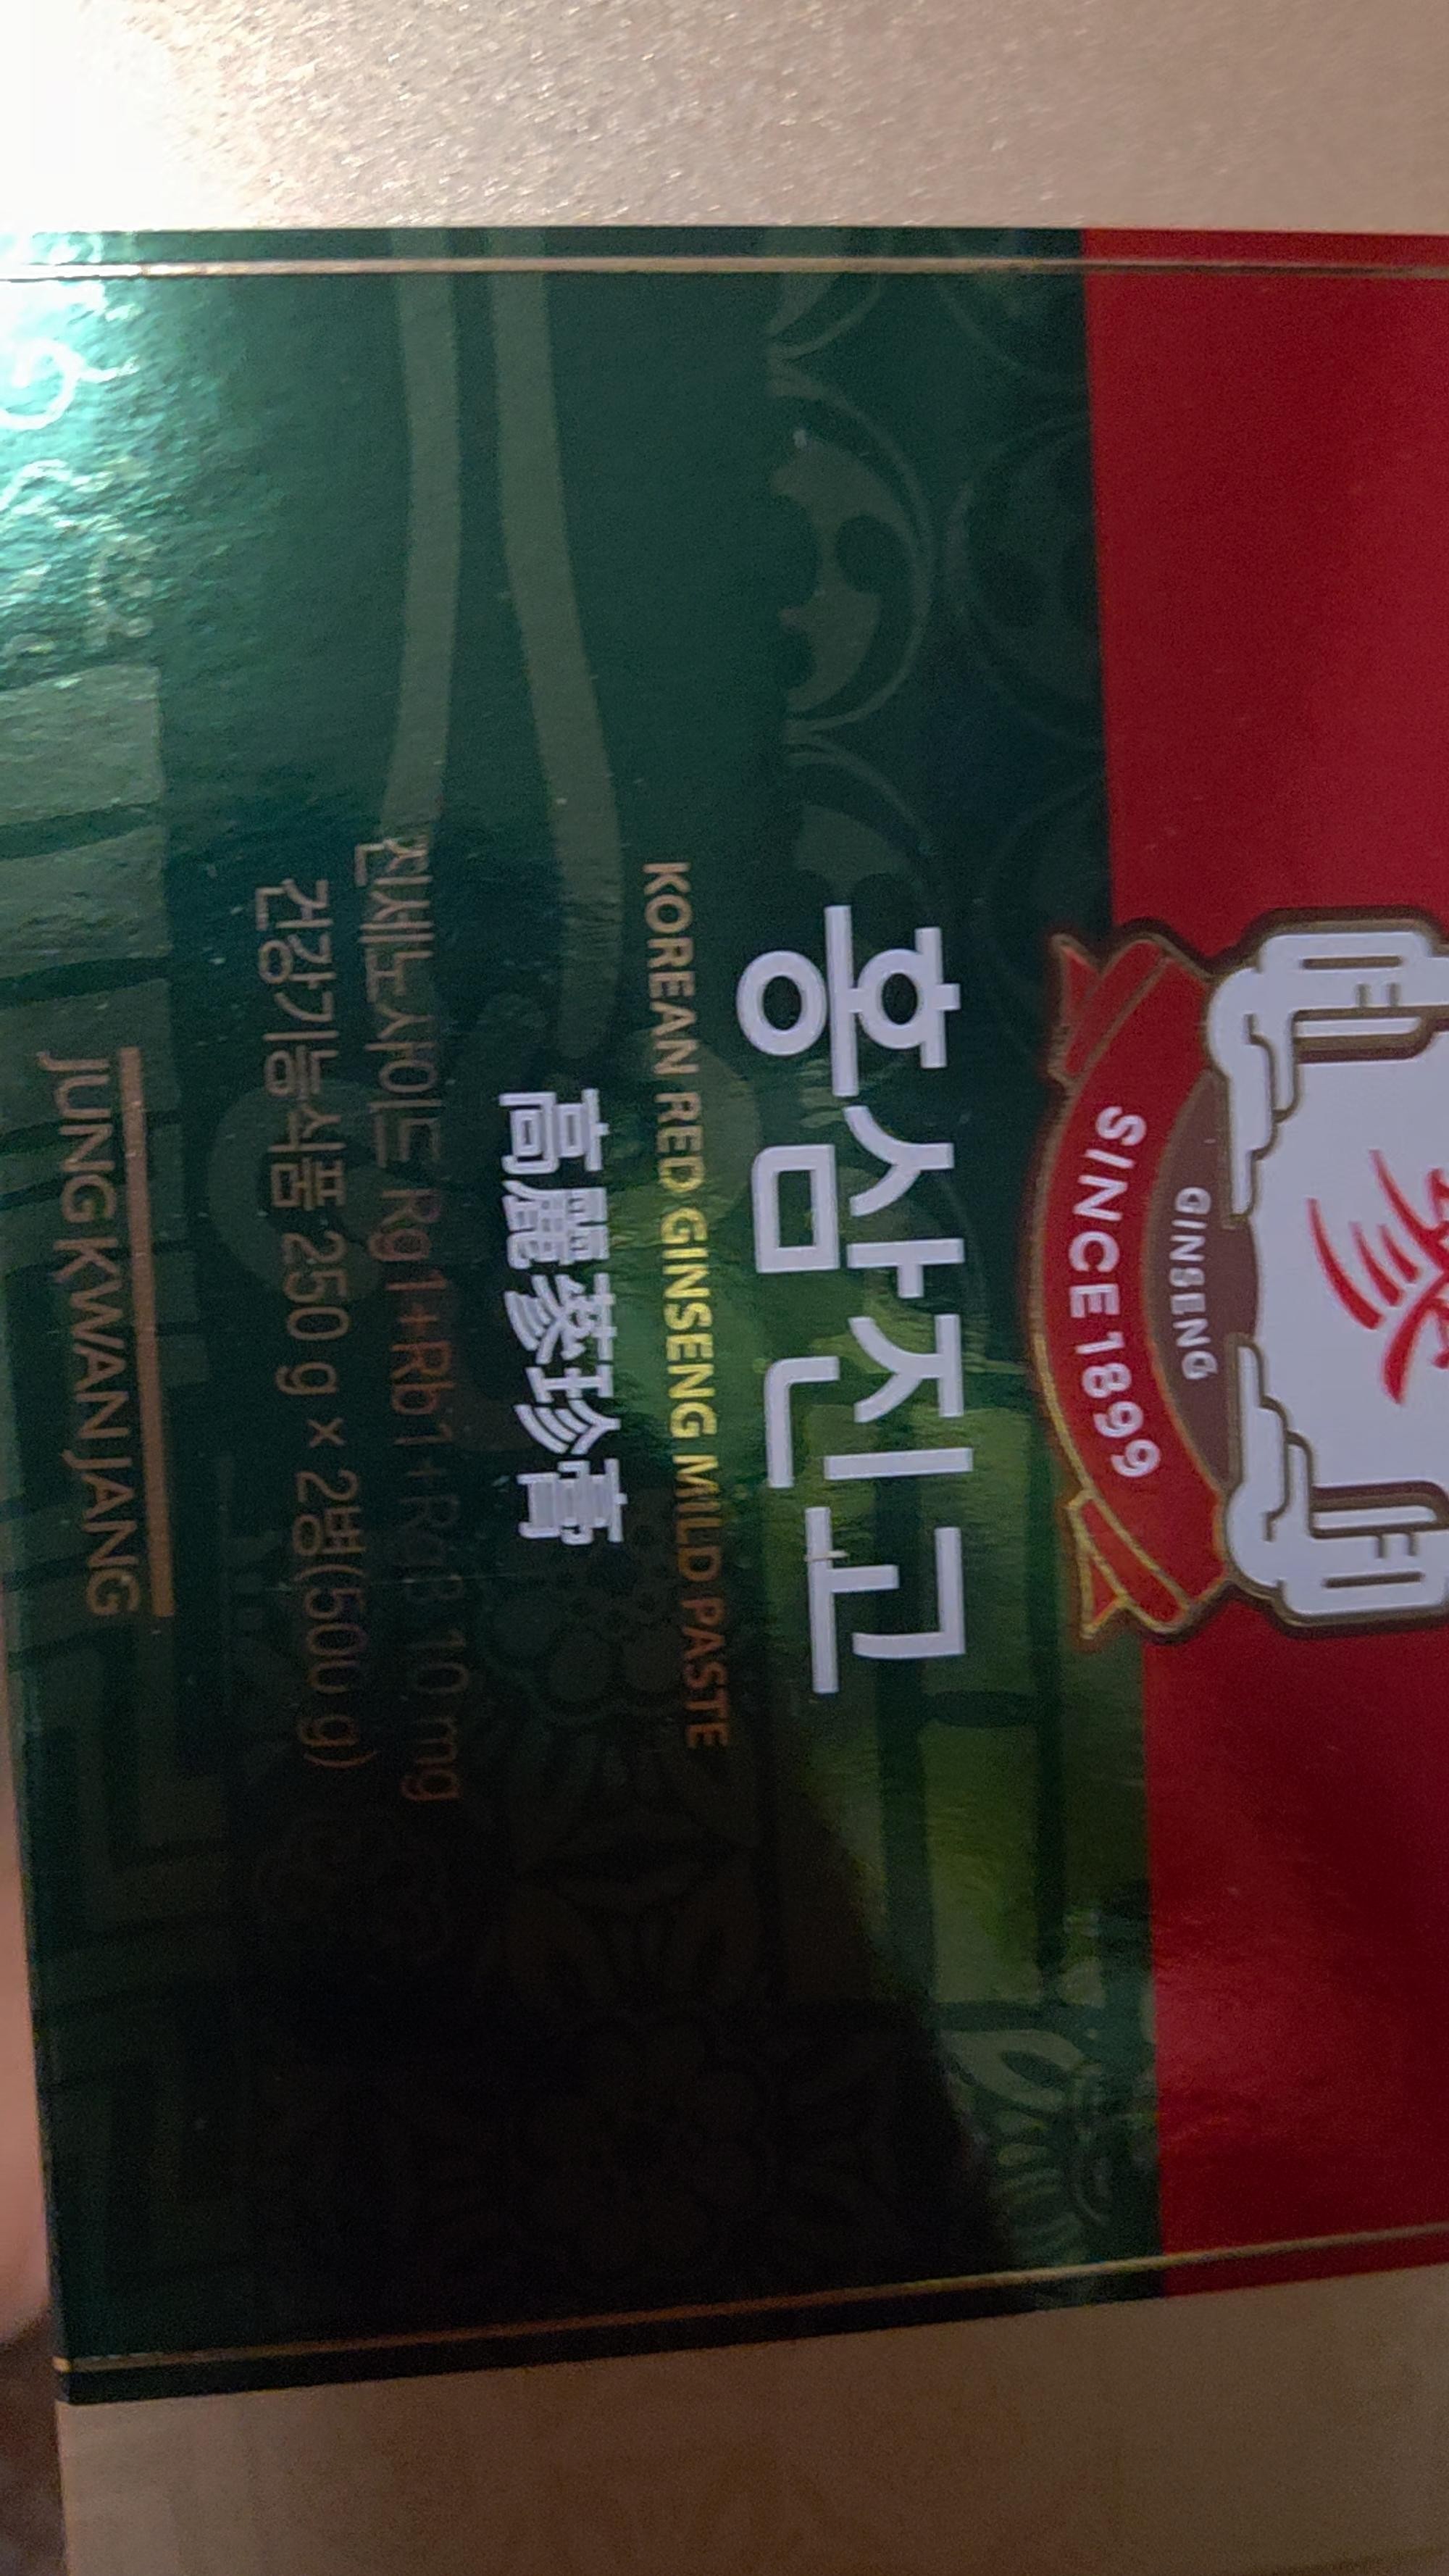 GINSENG
SINCE 1899
홍삼진고
KOREAN RED GINSENG MILD PASTE
高麗蔘珍膏
진세노사이드 Rg1+Rb1+Rg3 10 mg
건강기능식품 250 g × 2병(500 g)
JUNG KWAN JANG